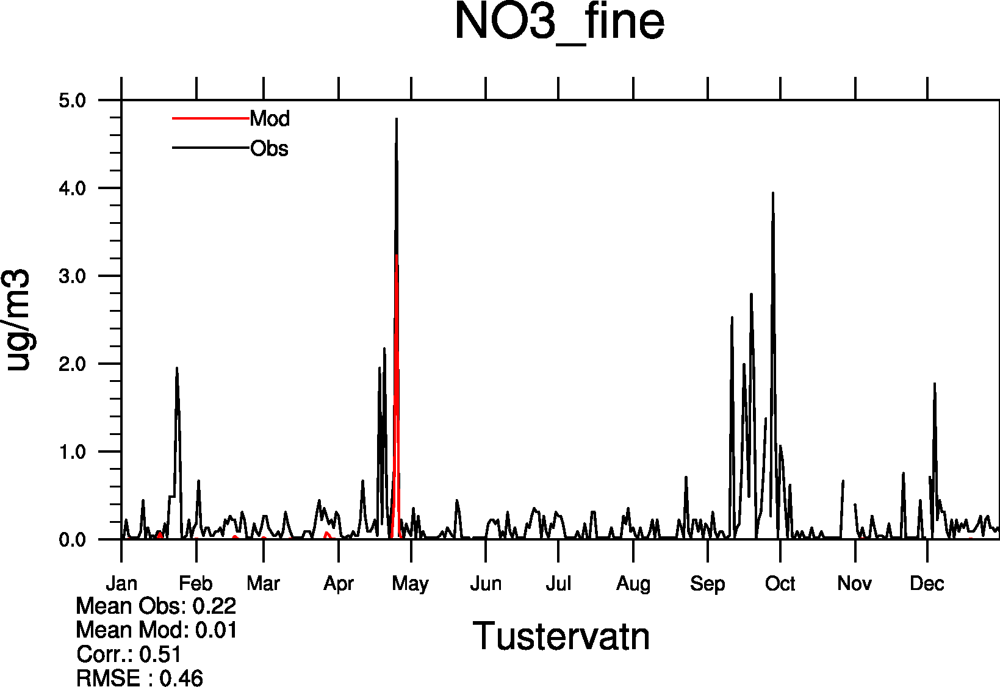 NO3_fine
5.0
Mod
Obs
4.0
3.0
ug/m3
2.0
1.0
0.0
Jan Feb Mar Apr May Jun Jul Aug Sep Oct Nov Dec
Mean Obs: 0.22
Mean Mod: 0.01
Tustervatn
Corr.: 0.51
RMSE : 0.46